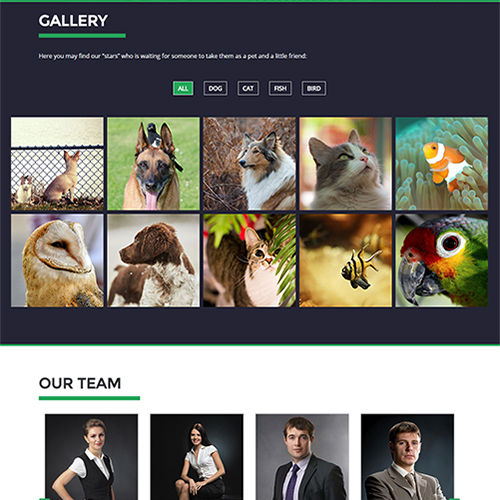 GALLERY
Here you may find our "stars" who is waiting for someone to take them as a pet and a little friend:
ALL DOG CAT FISH BIRD
OUR TEAM